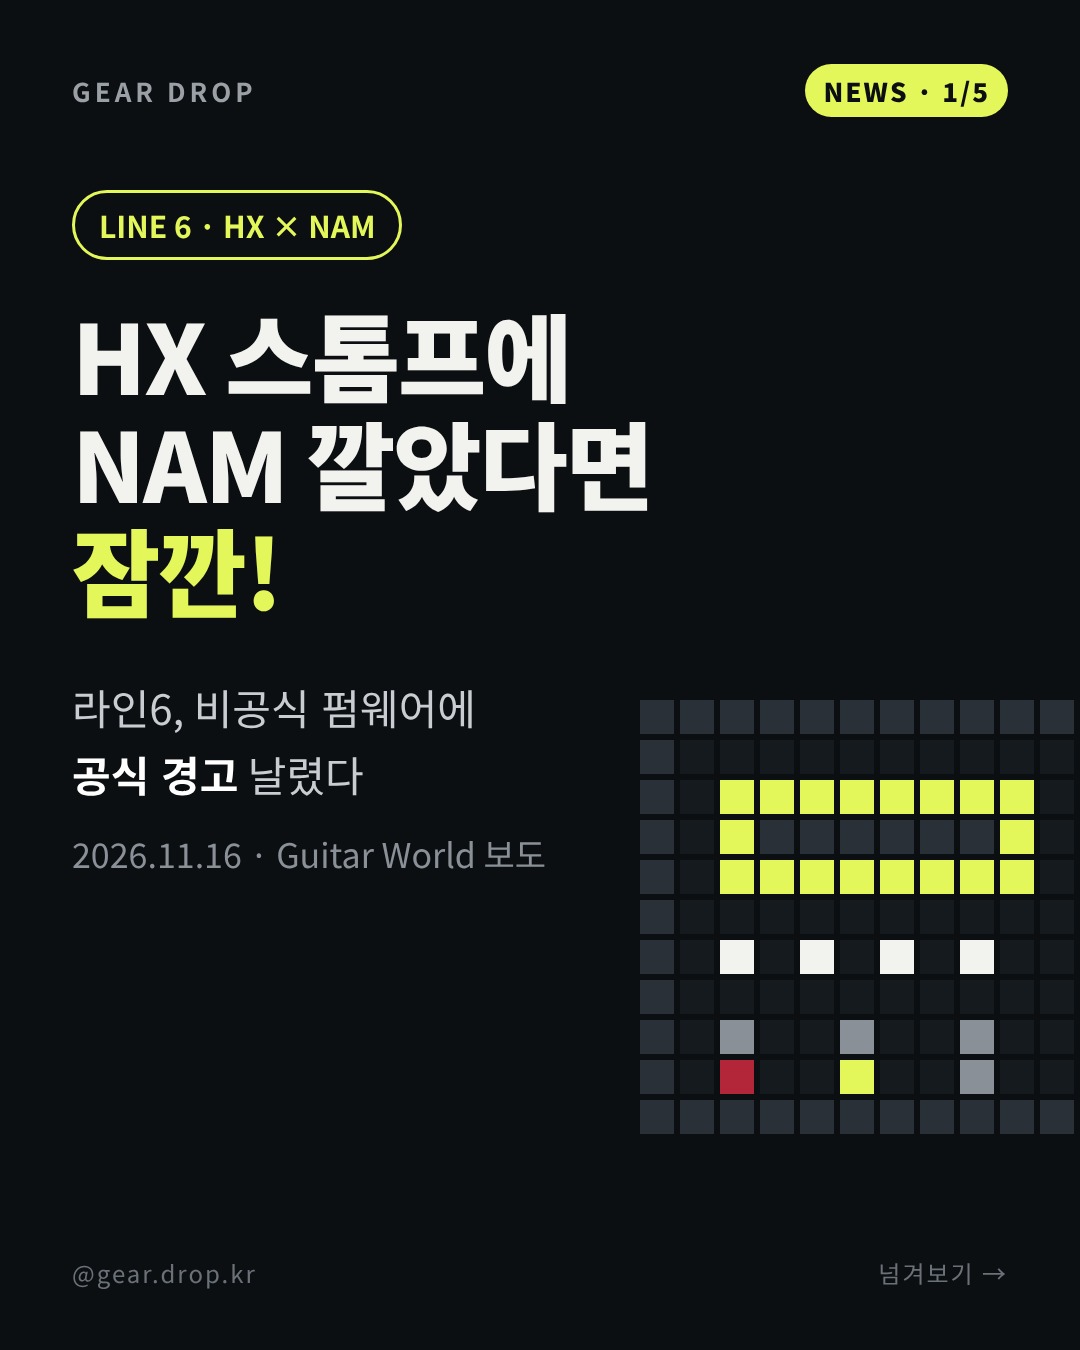 GEAR DROP
NEWS · 1/5
LINE 6 · HX × NAM
HX 스톰프에
NAM 깔았다면
잠깐!
라인6, 비공식 펌웨어에
공식 경고 날렸다
2026.11.16 · Guitar World 보도
@gear.drop.kr
넘겨보기 →